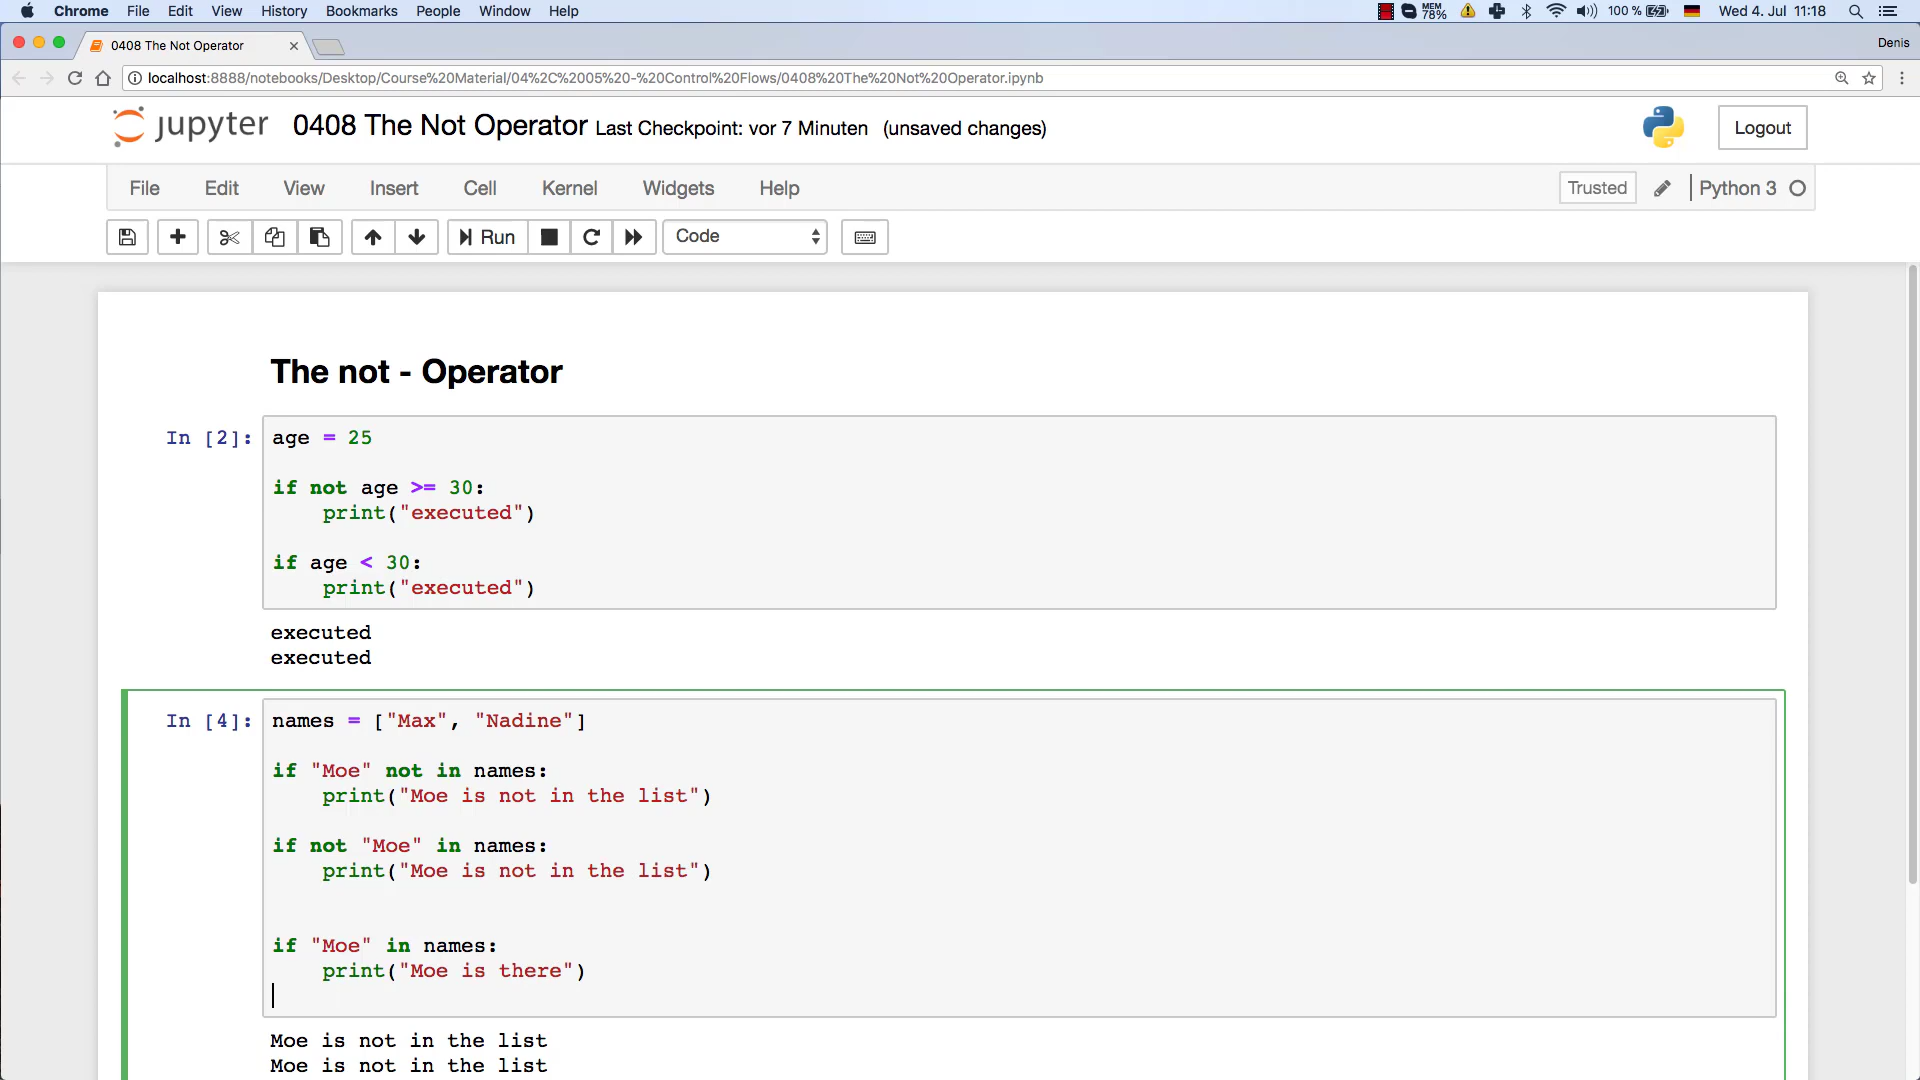 Chrome File Edit View History Bookmarks People Window Help MEM 78% 100 % Wed 4. Jul 11:18
0408 The Not Operator Denis
localhost:8888/notebooks/Desktop/Course%20Material/04%2C%2005%20-%20Control%20Flows/0408%20The%20Not%20Operator.ipynb
jupyter 0408 The Not Operator Last Checkpoint: vor 7 Minuten (unsaved changes) Logout
File Edit View Insert Cell Kernel Widgets Help Trusted Python 3
Run Code
The not - Operator
In [2]: age = 25
if not age >= 30:
print("executed")
if age < 30:
print("executed")
executed
executed
In [4]: names = ["Max", "Nadine"]
if "Moe" not in names:
print("Moe is not in the list")
if not "Moe" in names:
print("Moe is not in the list")
if "Moe" in names:
print("Moe is there")
Moe is not in the list
Moe is not in the list